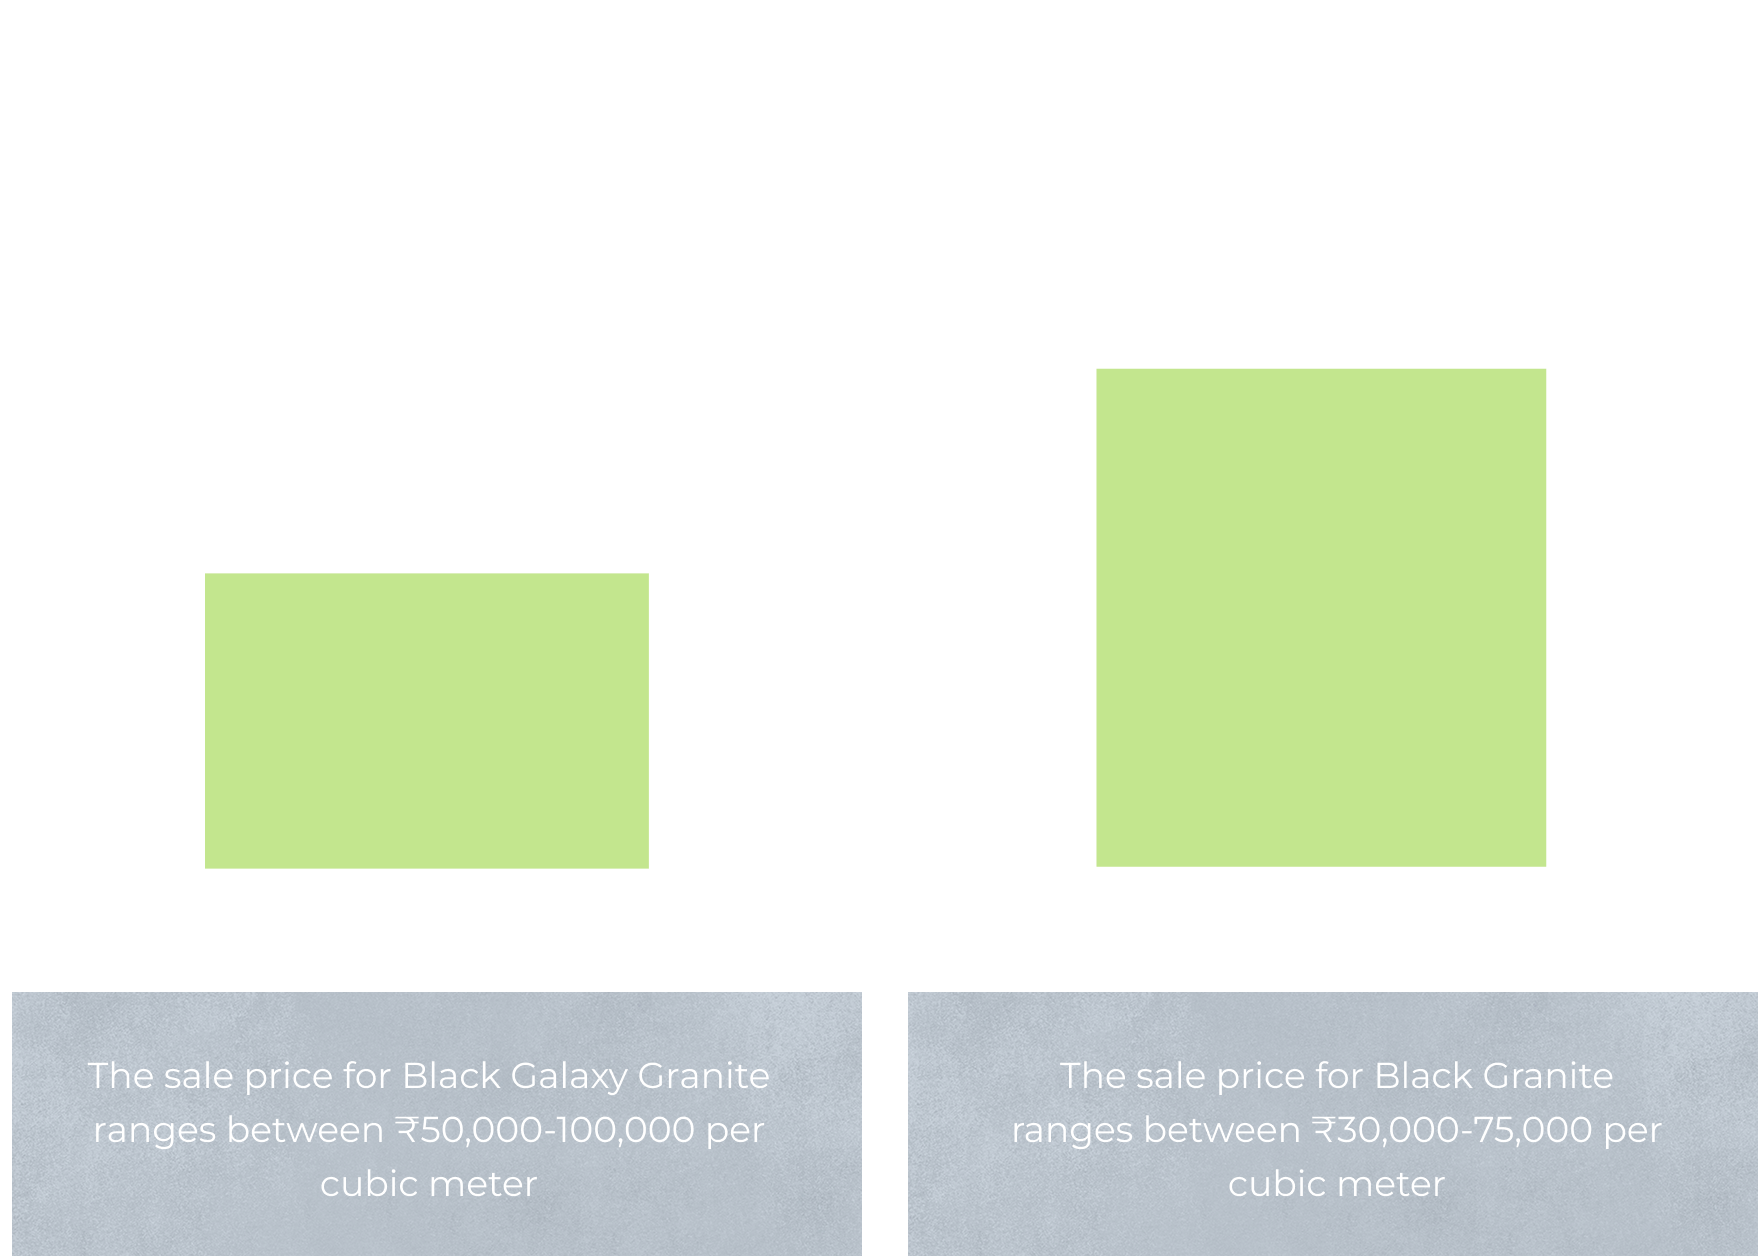 The sale price for Black Galaxy Granite
ranges between ₹50,000-100,000 per
cubic meter
The sale price for Black Granite
ranges between ₹30,000-75,000 per
cubic meter